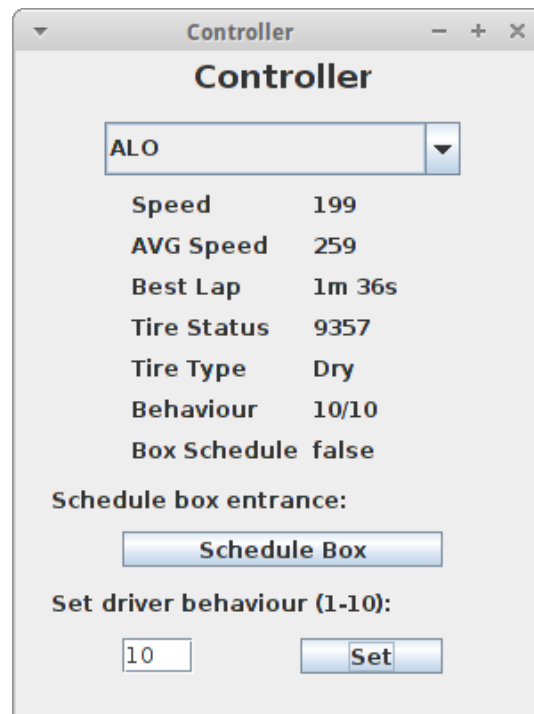 Controller
Controller
ALO
Speed 199
AVG Speed 259
Best Lap 1m 36s
Tire Status 9357
Tire Type Dry
Behaviour 10/10
Box Schedule false
Schedule box entrance:
Schedule Box
Set driver behaviour (1-10):
10 Set